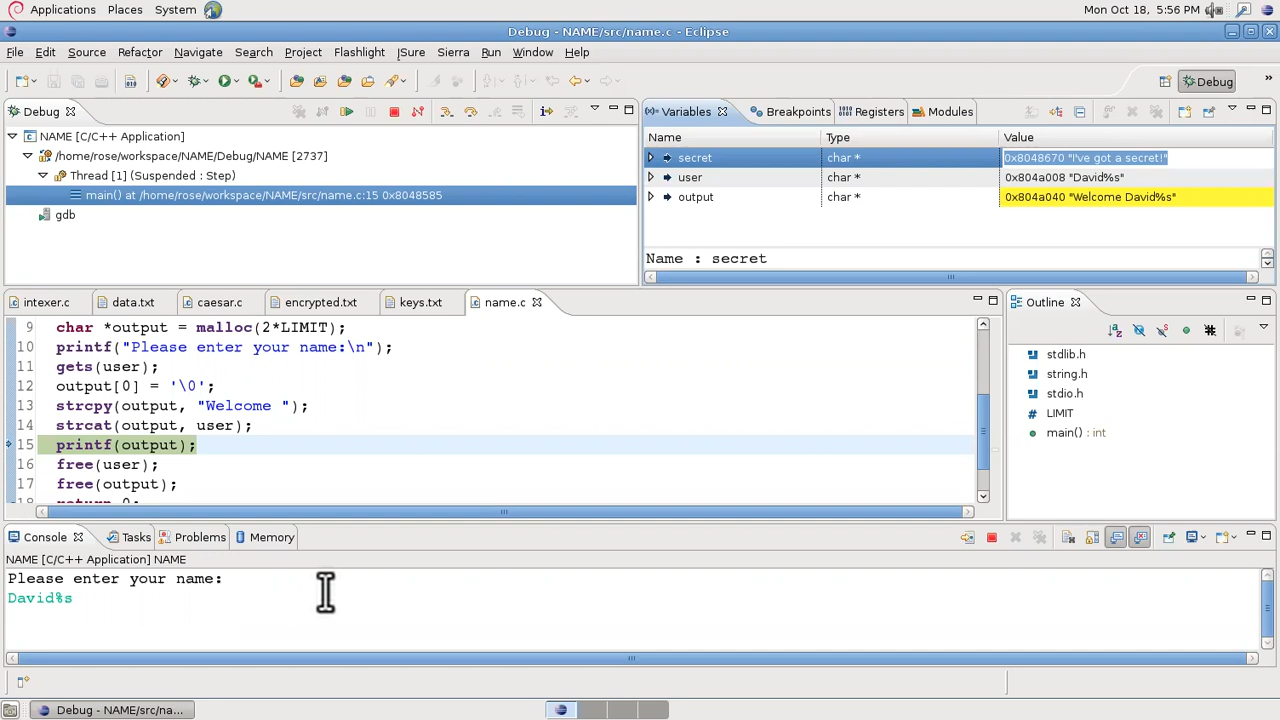 Applications Places System Mon Oct 18, 5:56 PM
Debug - NAME/src/name.c - Eclipse
File Edit Source Refactor Navigate Search Project Flashlight JSure Sierra Run Window Help
Debug
Debug
(x)= Variables Breakpoints Registers Modules
NAME [C/C++ Application]
/home/rose/workspace/NAME/Debug/NAME [2737]
Thread [1] (Suspended : Step)
main() at /home/rose/workspace/NAME/src/name.c:15 0x8048585
gdb
Name Type Value
secret char * 0x8048670 "I've got a secret!"
user char * 0x804a008 "David%s"
output char * 0x804a040 "Welcome David%s"
Name : secret
intexer.c data.txt caesar.c encrypted.txt keys.txt name.c
9 char *output = malloc(2*LIMIT);
10 printf("Please enter your name:\n");
11 gets(user);
12 output[0] = '\0';
13 strcpy(output, "Welcome ");
14 strcat(output, user);
15 printf(output);
16 free(user);
17 free(output);
18 return 0;
Outline
stdlib.h
string.h
stdio.h
# LIMIT
main() : int
Console Tasks Problems Memory
NAME [C/C++ Application] NAME
Please enter your name:
David%s
Debug - NAME/src/na...